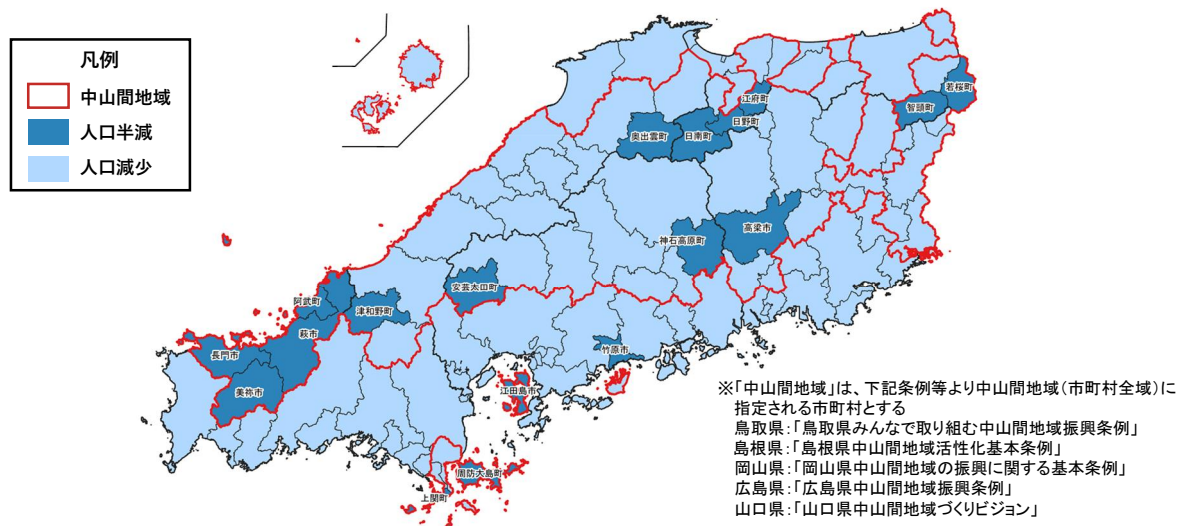 凡例
中山間地域
人口半減
人口減少
若桜町
智頭町
江府町
日野町
日南町
奥出雲町
高梁市
神石高原町
安芸太田町
阿武町
津和野町
萩市
長門市
美祢市
竹原市
江田島市
周防大島町
上関町
※「中山間地域」は、下記条例等より中山間地域(市町村全域)に
指定される市町村とする
鳥取県:「鳥取県みんなで取り組む中山間地域振興条例」
島根県:「島根県中山間地域活性化基本条例」
岡山県:「岡山県中山間地域の振興に関する基本条例」
広島県:「広島県中山間地域振興条例」
山口県:「山口県中山間地域づくりビジョン」